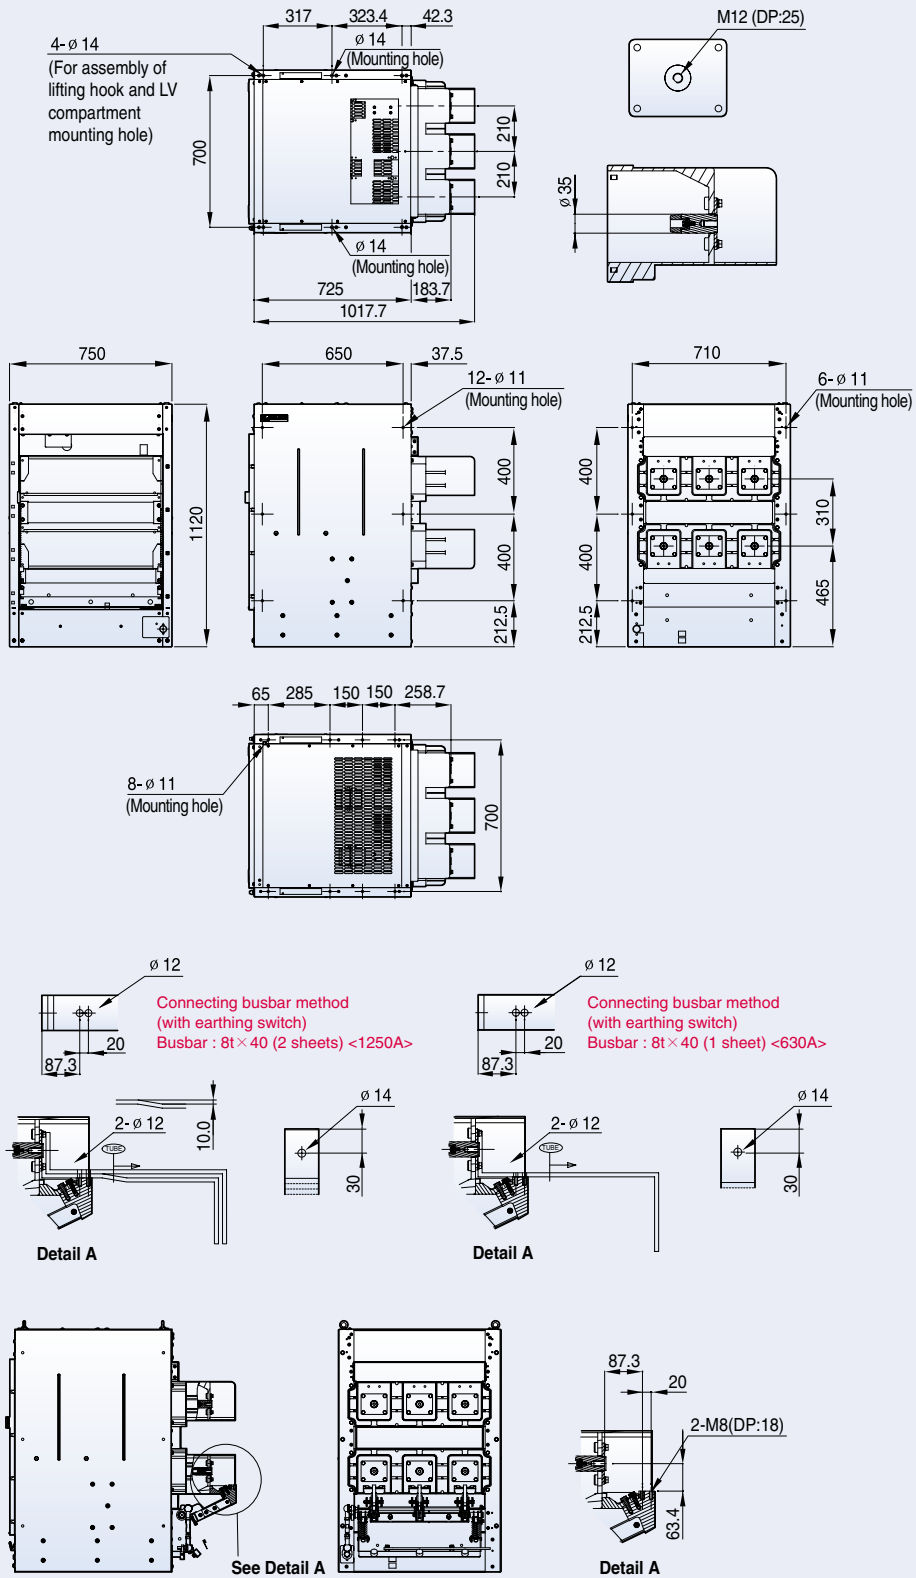 317
323.4
42.3
M12 (DP:25)
4- ø 14
(For assembly of
lifting hook and LV
compartment
mounting hole)
ø 14
(Mounting hole)
700
210
210
ø 35
ø 14
(Mounting hole)
725
183.7
1017.7
750
650
37.5
710
12- ø 11
(Mounting hole)
6- ø 11
(Mounting hole)
1120
400
400
212.5
400
400
212.5
310
465
65
285
150
150
258.7
8- ø 11
(Mounting hole)
700
ø 12
Connecting busbar method
(with earthing switch)
Busbar : 8t×40 (2 sheets) <1250A>
20
87.3
ø 12
Connecting busbar method
(with earthing switch)
Busbar : 8t×40 (1 sheet) <630A>
20
87.3
10.0
2- ø 12
TUBE
ø 14
30
Detail A
2- ø 12
TUBE
ø 14
30
Detail A
See Detail A
87.3
20
2-M8(DP:18)
63.4
Detail A